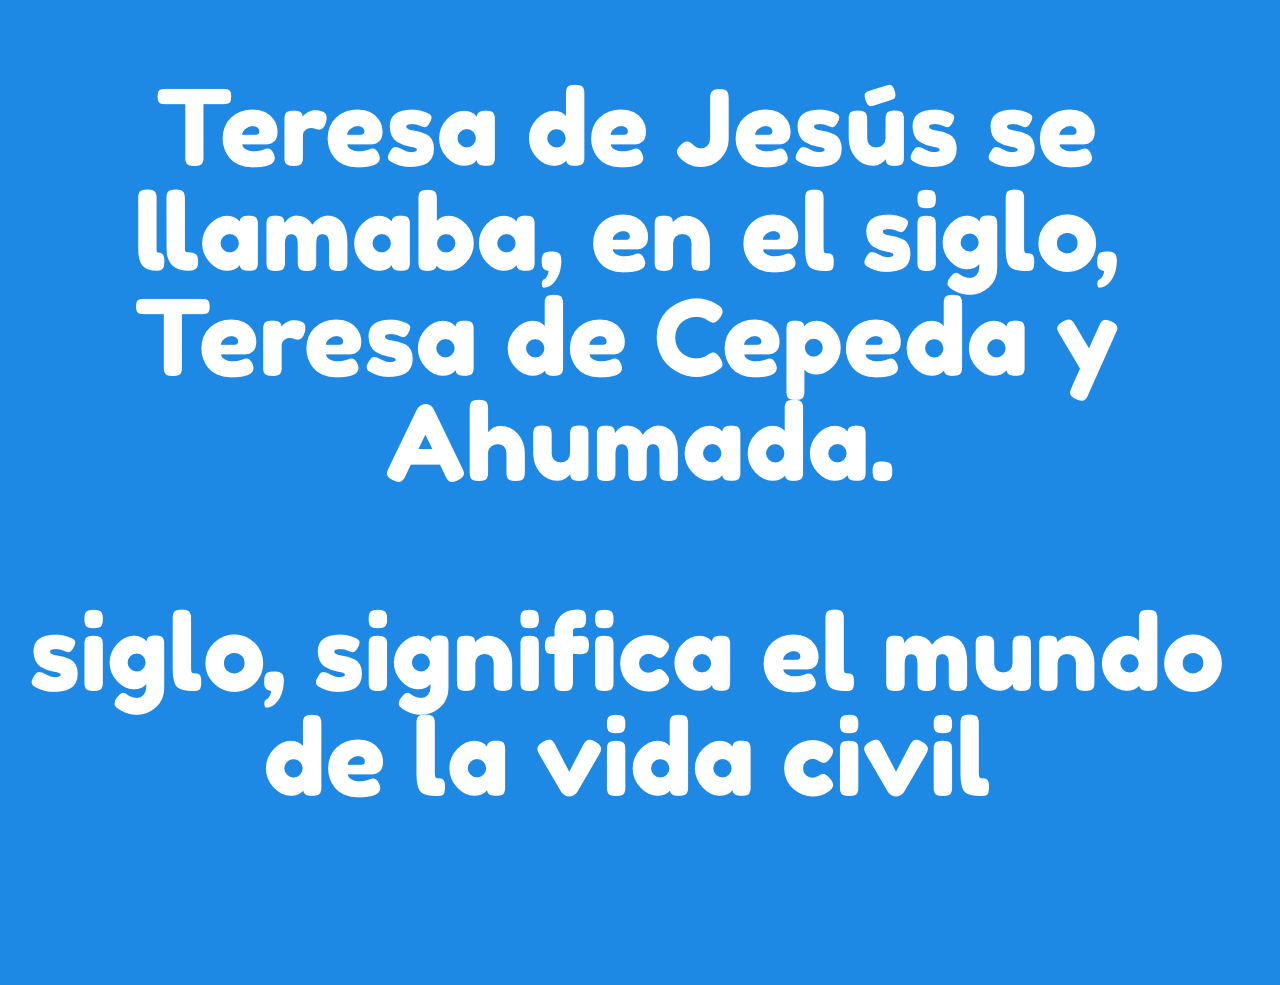 Teresa de Jesús se
llamaba, en el siglo,
Teresa de Cepeda y
Ahumada.
siglo, significa el mundo
de la vida civil